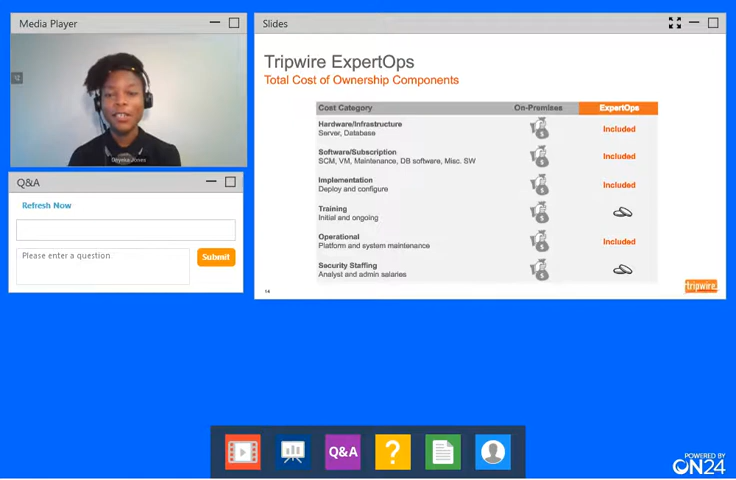 Media Player
Slides
Tripwire ExpertOps
Total Cost of Ownership Components
Cost Category On-Premises ExpertOps
Hardware/Infrastructure
Server, Database
Included
Software/Subscription
SCM, VM, Maintenance, DB software, Misc. SW
Included
Implementation
Deploy and configure
Included
Training
Initial and ongoing
Operational
Platform and system maintenance
Included
Security Staffing
Analyst and admin salaries
14
tripwire
Jones
Q&A
Refresh Now
Please enter a question
Submit
Q&A
?
POWERED BY
ON24